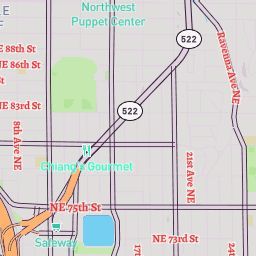 Northwest
Puppet Center
522
NE 88th St
NE 86th St
Ravenna Ave NE
NE 83rd St
522
8th Ave NE
Chiang's Gourmet
21st Ave NE
NE 75th St
Safeway
NE 73rd St